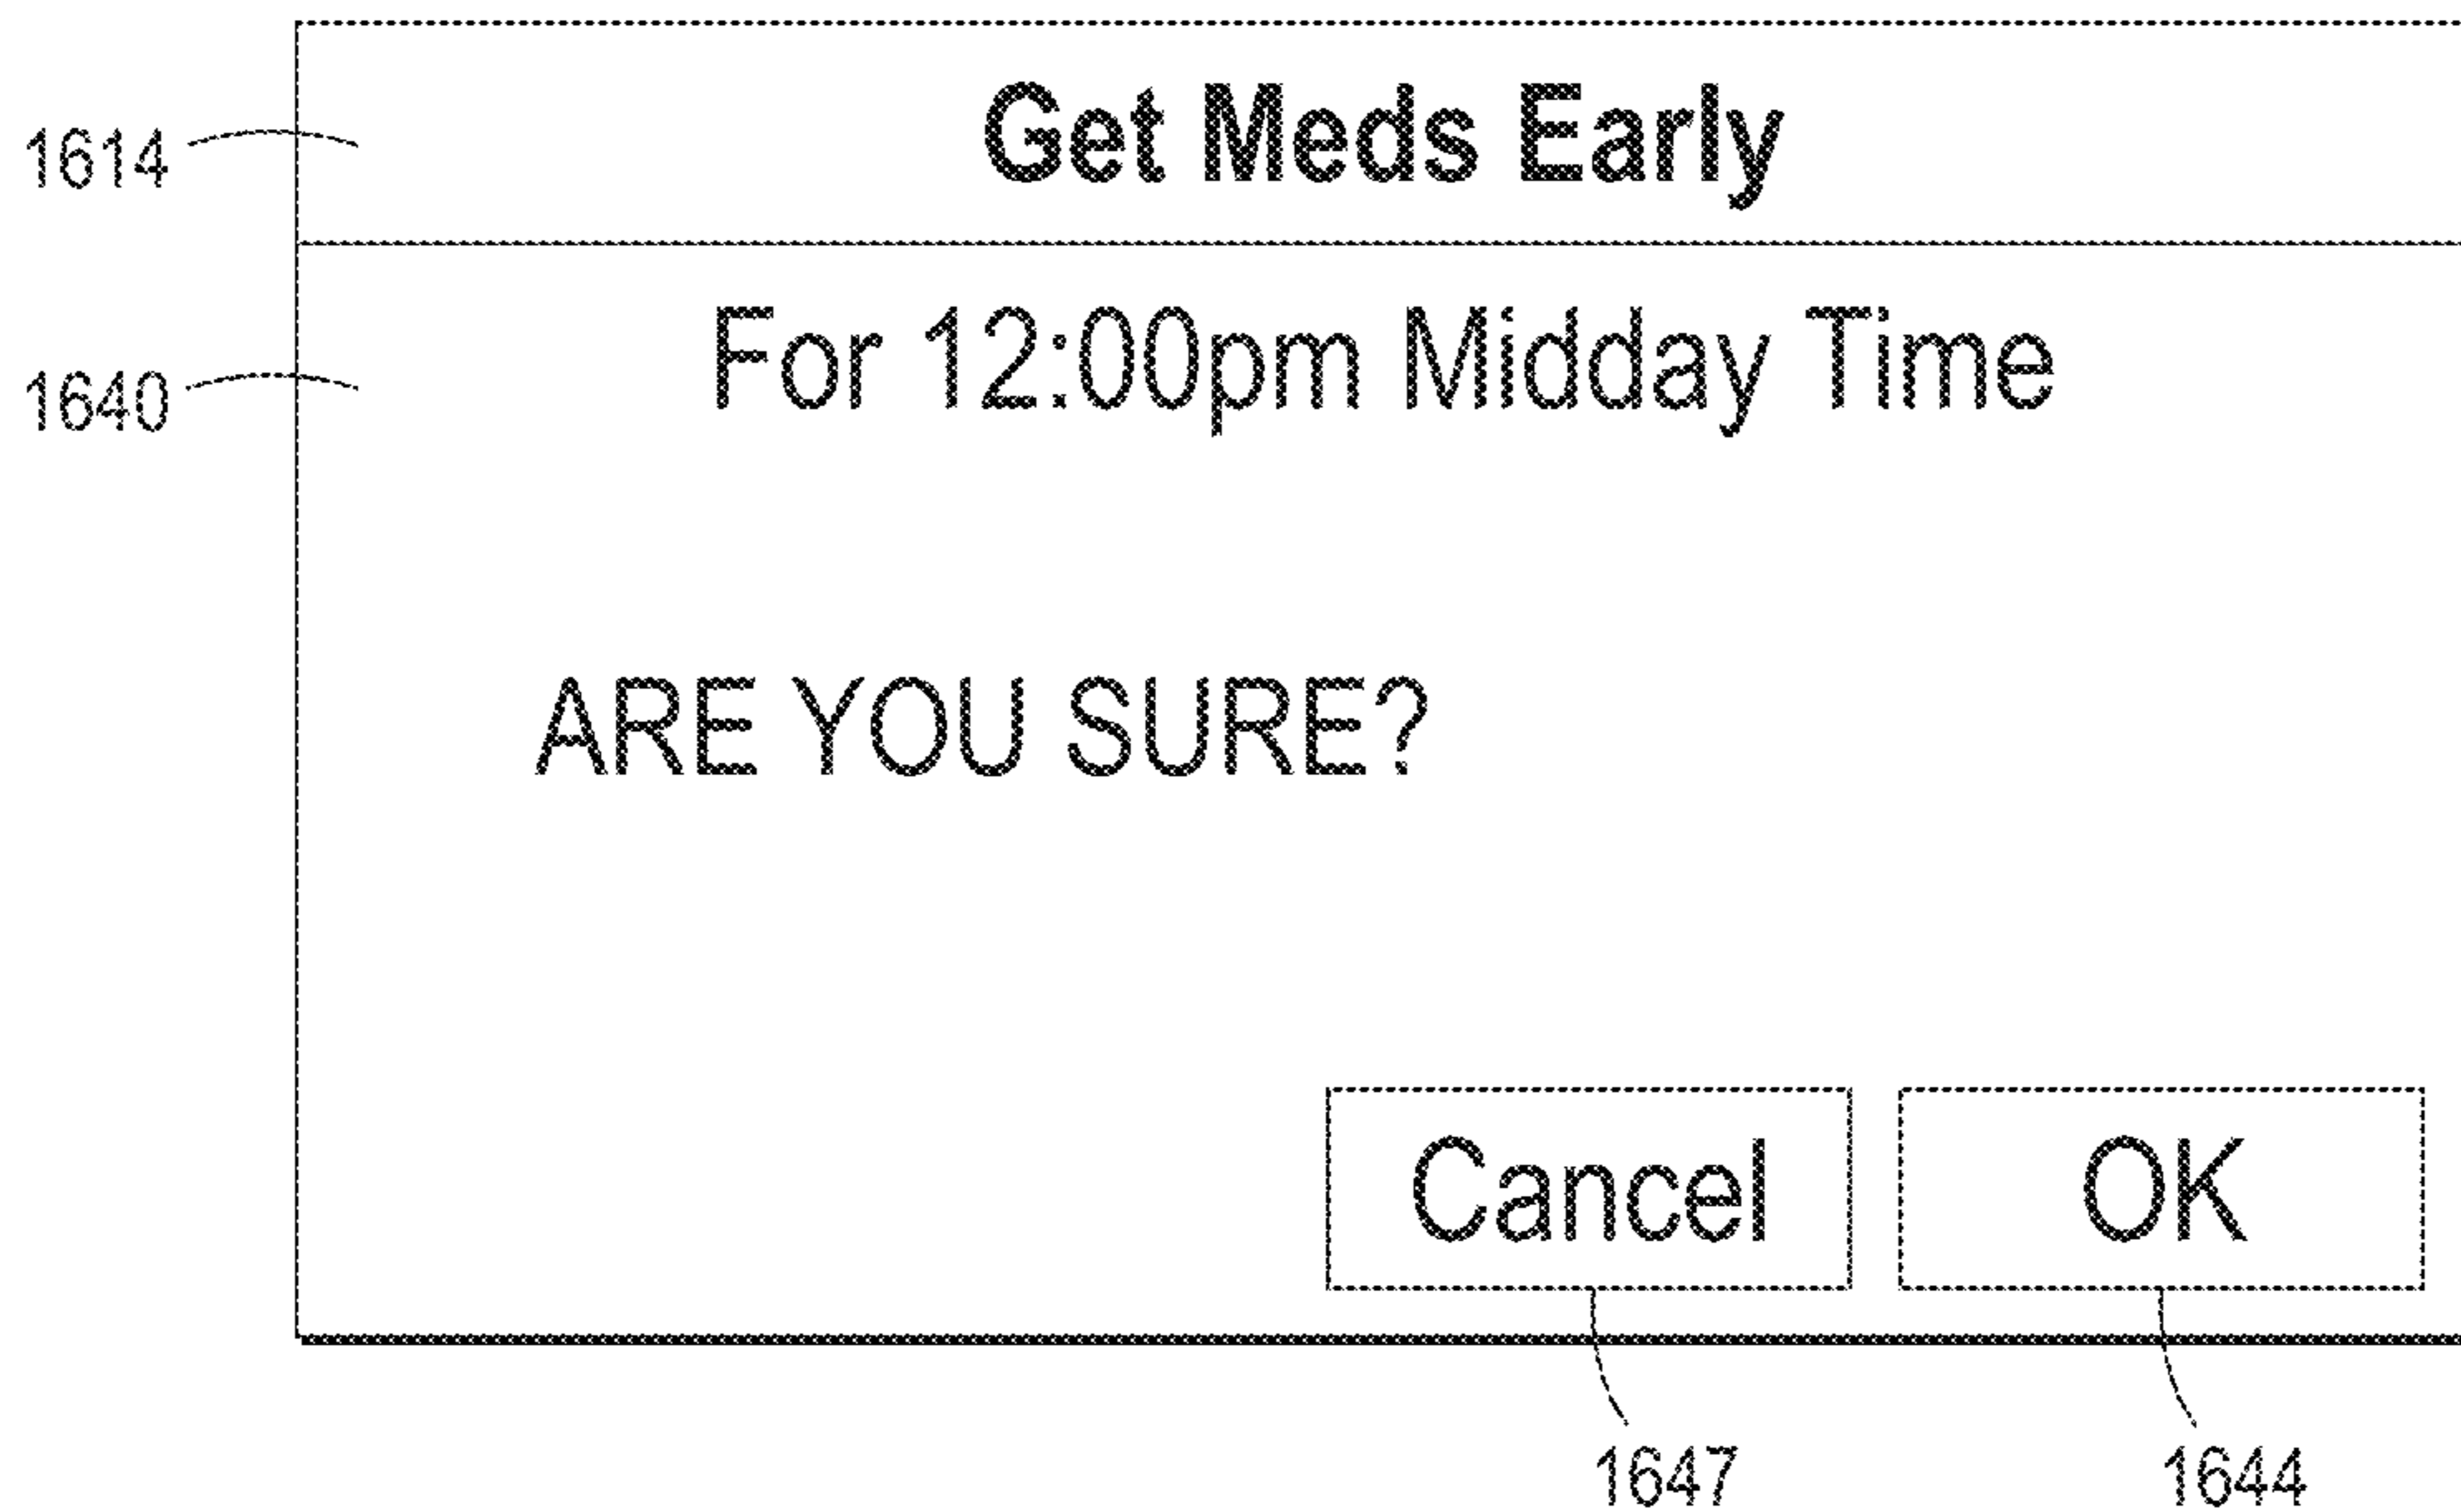 Get Meds Early
1614
For 12:00pm Midday Time
1640
ARE YOU SURE?
Cancel
OK
1647
1644